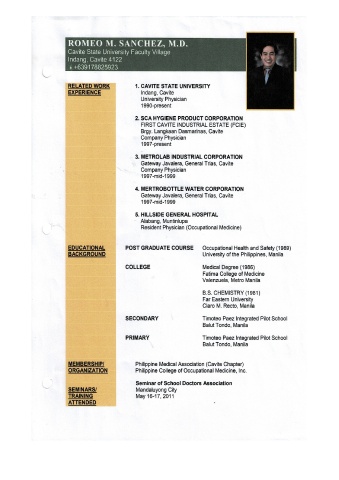 ROMEO M. SANCHEZ, M.D.
Cavite State University Faculty Village
Indang, Cavite 4122
+639178825923
RELATED WORK
EXPERIENCE
1. CAVITE STATE UNIVERSITY
Indang, Cavite
University Physician
1990-present
2. SCA HYGIENE PRODUCT CORPORATION
FIRST CAVITE INDUSTRIAL ESTATE (FCIE)
Brgy. Langkaan Dasmarinas, Cavite
Company Physician
1997-present
3. METROLAB INDUSTRIAL CORPORATION
Gateway Javalera, General Trias, Cavite
Company Physician
1997-mid-1999
4. METROBOTTLE WATER CORPORATION
Gateway Javalera, General Trias, Cavite
1997-mid-1999
5. HILLSIDE GENERAL HOSPITAL
Alabang, Muntinlupa
Resident Physician (Occupational Medicine)
EDUCATIONAL
BACKGROUND
POST GRADUATE COURSE Occupational Health and Safety (1989)
University of the Philippines, Manila
COLLEGE Medical Degree (1986)
Fatima College of Medicine
Valenzuela, Metro Manila
B.S. CHEMISTRY (1981)
Far Eastern University
Claro M. Recto, Manila
SECONDARY Timoteo Paez Integrated Pilot School
Balut Tondo, Manila
PRIMARY Timoteo Paez Integrated Pilot School
Balut Tondo, Manila
MEMBERSHIP/
ORGANIZATION
Philippine Medical Association (Cavite Chapter)
Philippine College of Occupational Medicine, Inc.
SEMINARS/
TRAINING
ATTENDED
Seminar of School Doctors Association
Mandaluyong City
May 16-17, 2011